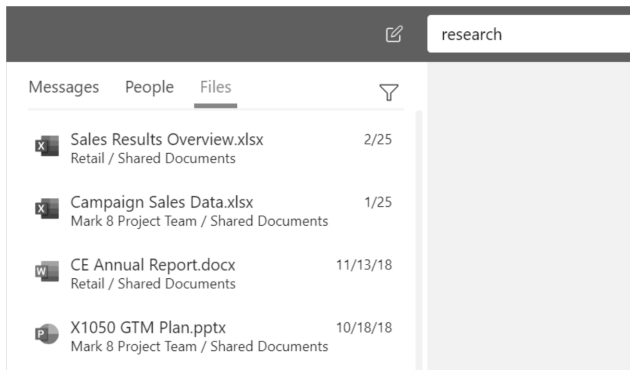 research
Messages People Files
Sales Results Overview.xlsx 2/25
Retail / Shared Documents
Campaign Sales Data.xlsx 1/25
Mark 8 Project Team / Shared Documents
CE Annual Report.docx 11/13/18
Retail / Shared Documents
X1050 GTM Plan.pptx 10/18/18
Mark 8 Project Team / Shared Documents